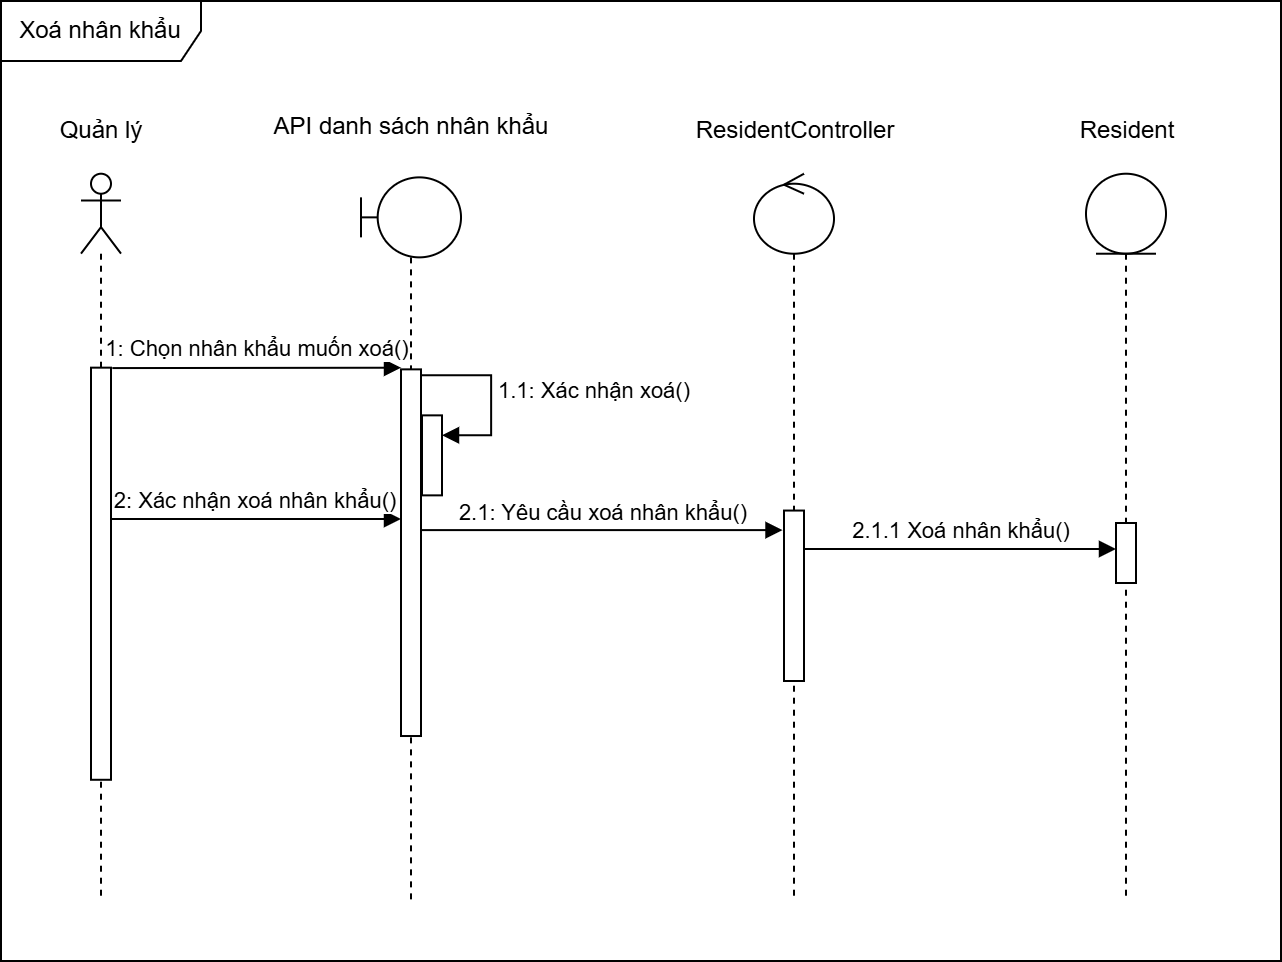 Xoá nhân khẩu
Quản lý
API danh sách nhân khẩu
ResidentController
Resident
1: Chọn nhân khẩu muốn xoá()
1.1: Xác nhận xoá()
2: Xác nhận xoá nhân khẩu()
2.1: Yêu cầu xoá nhân khẩu()
2.1.1 Xoá nhân khẩu()